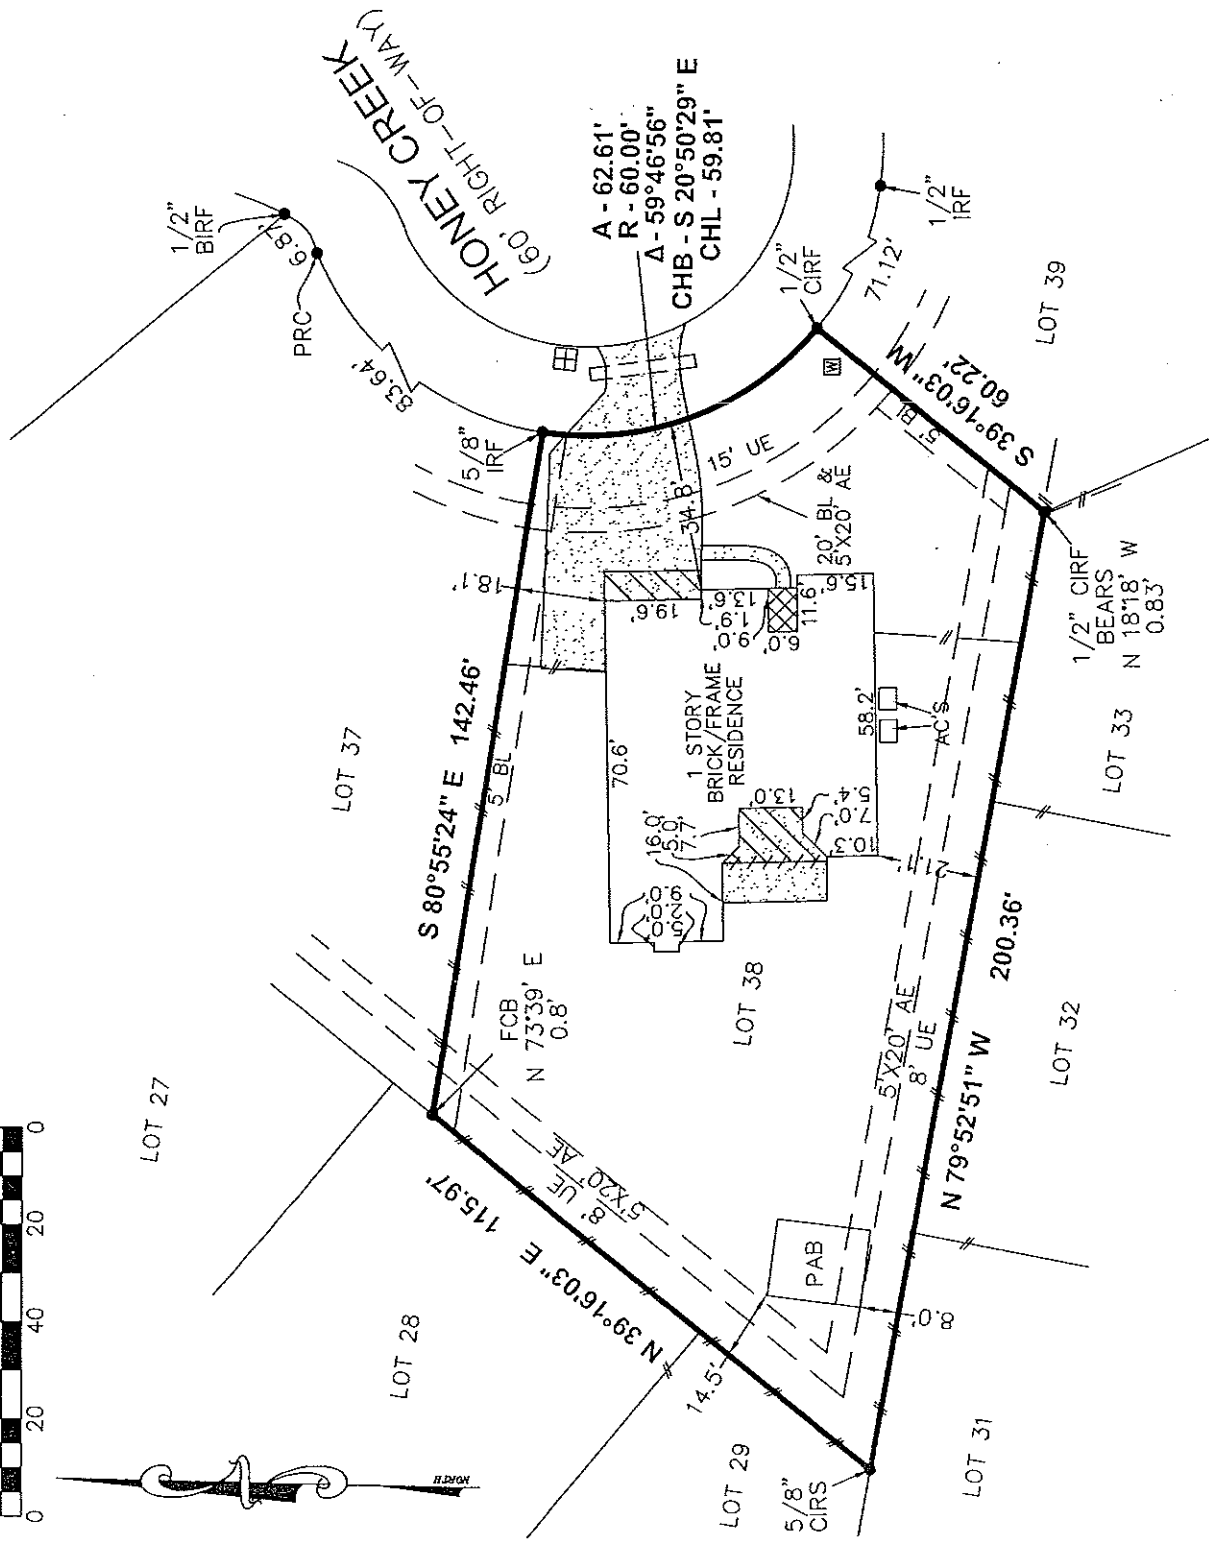 HONEY CREEK
(60' RIGHT-OF-WAY)
1/2"
BIRF
6.87'
PRC
83.64'
A - 62.61'
R - 60.00'
Δ - 59°46'56"
CHB - S 20°50'29" E
CHL - 59.81'
1/2"
CIRF
71.12'
1/2"
IRF
LOT 39
5/8"
IRF
W
S 39°16'03" W
60.22'
5' BL
15' UE
34.8'
20' BL &
5'X20' AE
18.1'
19.6'
13.6'
1.9'
9.0'
6.0'
11.6'
15.6'
1/2" CIRF
BEARS
N 18°18' W
0.83'
LOT 37
S 80°55'24" E 142.46'
5' BL
70.6'
1 STORY
BRICK/FRAME
RESIDENCE
58.2'
AC'S
LOT 33
16.0'
5.0'
7.7'
13.0'
5.4'
7.0'
10.3'
21.1'
9.0'
2.0'
5.0'
FCB
N 73°39' E
0.8'
LOT 38
5'X20' AE
8' UE
N 79°52'51" W 200.36'
LOT 32
LOT 27
N 39°16'03" E 115.97'
8' UE
5'X20' AE
PAB
8.0'
14.5'
LOT 28
LOT 29
5/8"
CIRS
LOT 31
0 20 40 20 0
NORTH